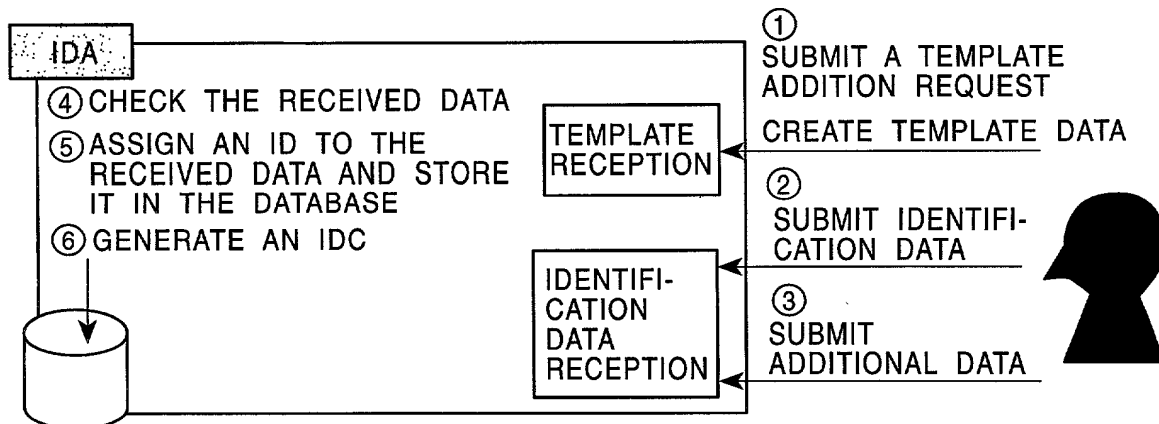 IDA
④ CHECK THE RECEIVED DATA
⑤ ASSIGN AN ID TO THE
RECEIVED DATA AND STORE
IT IN THE DATABASE
⑥ GENERATE AN IDC
TEMPLATE
RECEPTION
IDENTIFI-
CATION
DATA
RECEPTION
①
SUBMIT A TEMPLATE
ADDITION REQUEST
CREATE TEMPLATE DATA
②
SUBMIT IDENTIFI-
CATION DATA
③
SUBMIT
ADDITIONAL DATA